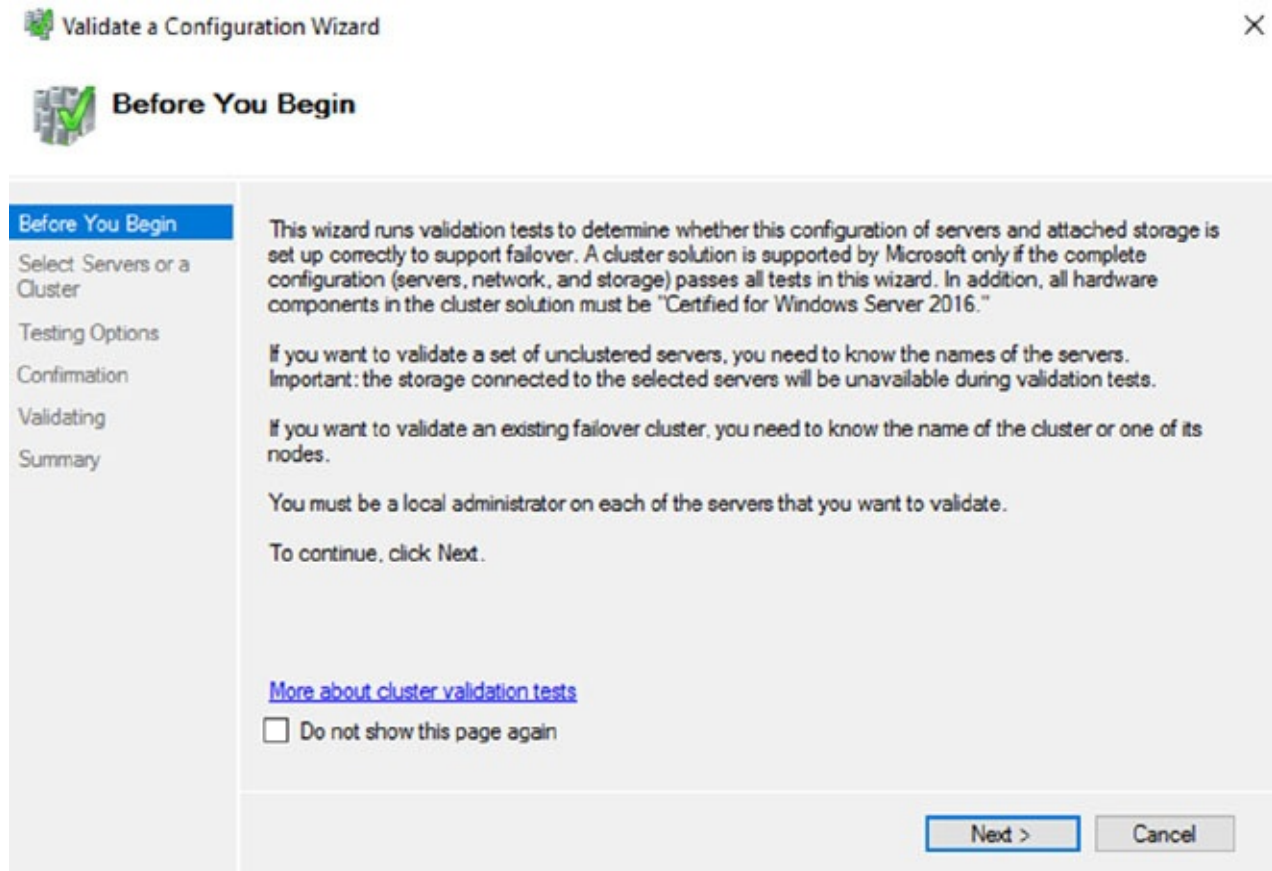 Validate a Configuration Wizard
Before You Begin
Before You Begin
Select Servers or a
Cluster
Testing Options
Confirmation
Validating
Summary
This wizard runs validation tests to determine whether this configuration of servers and attached storage is
set up correctly to support failover. A cluster solution is supported by Microsoft only if the complete
configuration (servers, network, and storage) passes all tests in this wizard. In addition, all hardware
components in the cluster solution must be "Certified for Windows Server 2016."
If you want to validate a set of unclustered servers, you need to know the names of the servers.
Important: the storage connected to the selected servers will be unavailable during validation tests.
If you want to validate an existing failover cluster, you need to know the name of the cluster or one of its
nodes.
You must be a local administrator on each of the servers that you want to validate.
To continue, click Next.
More about cluster validation tests
Do not show this page again
Next >
Cancel